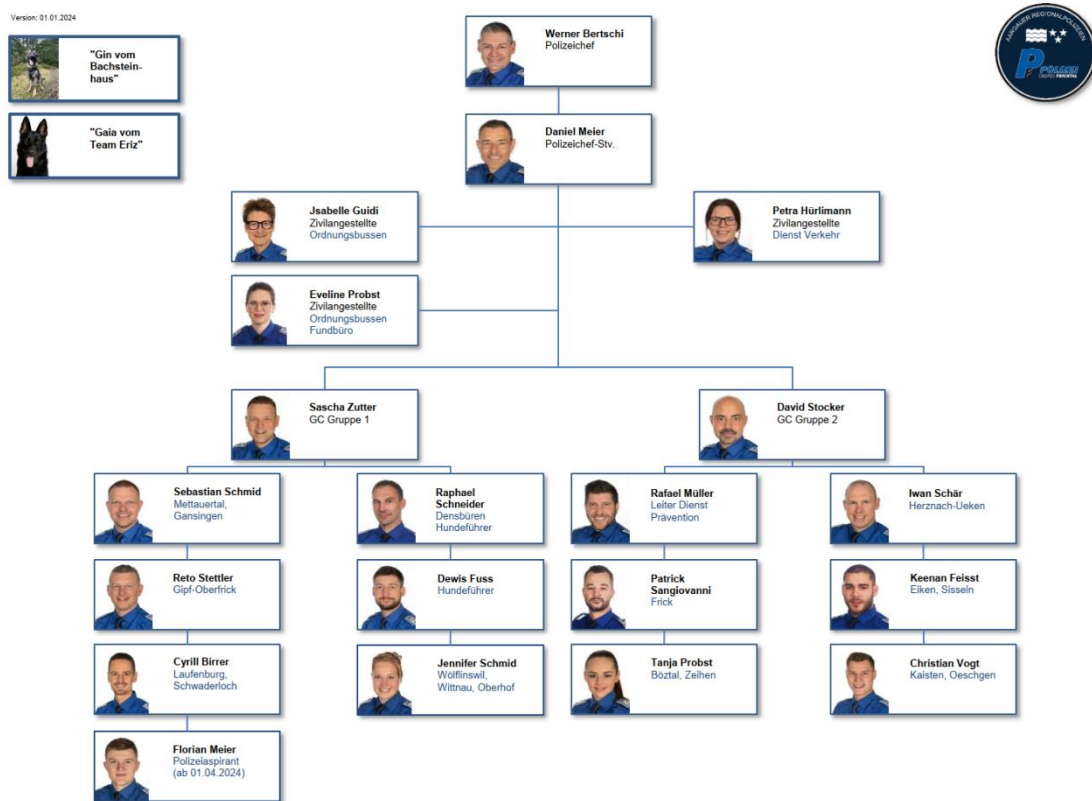 Version: 01.01.2024
"Gin vom
Bachstein-
haus"
"Gaia vom
Team Eriz"
Werner Bertschi
Polizeichef
AARGAUER REGIONALPOLIZEIEN
POLIZEI
OBERES FRICKTAL
Daniel Meier
Polizeichef-Stv.
Jsabelle Guidi
Zivilangestellte
Ordnungsbussen
Petra Hürlimann
Zivilangestellte
Dienst Verkehr
Eveline Probst
Zivilangestellte
Ordnungsbussen
Fundbüro
Sascha Zutter
GC Gruppe 1
David Stocker
GC Gruppe 2
Sebastian Schmid
Mettauertal,
Gansingen
Raphael
Schneider
Densbüren
Hundeführer
Rafael Müller
Leiter Dienst
Prävention
Iwan Schär
Herznach-Ueken
Reto Stettler
Gipf-Oberfrick
Dewis Fuss
Hundeführer
Patrick
Sangiovanni
Frick
Keenan Feisst
Eiken, Sisseln
Cyrill Birrer
Laufenburg,
Schwaderloch
Jennifer Schmid
Wölflinswil,
Wittnau, Oberhof
Tanja Probst
Böztal, Zeihen
Christian Vogt
Kaisten, Oeschgen
Florian Meier
Polizeiaspirant
(ab 01.04.2024)